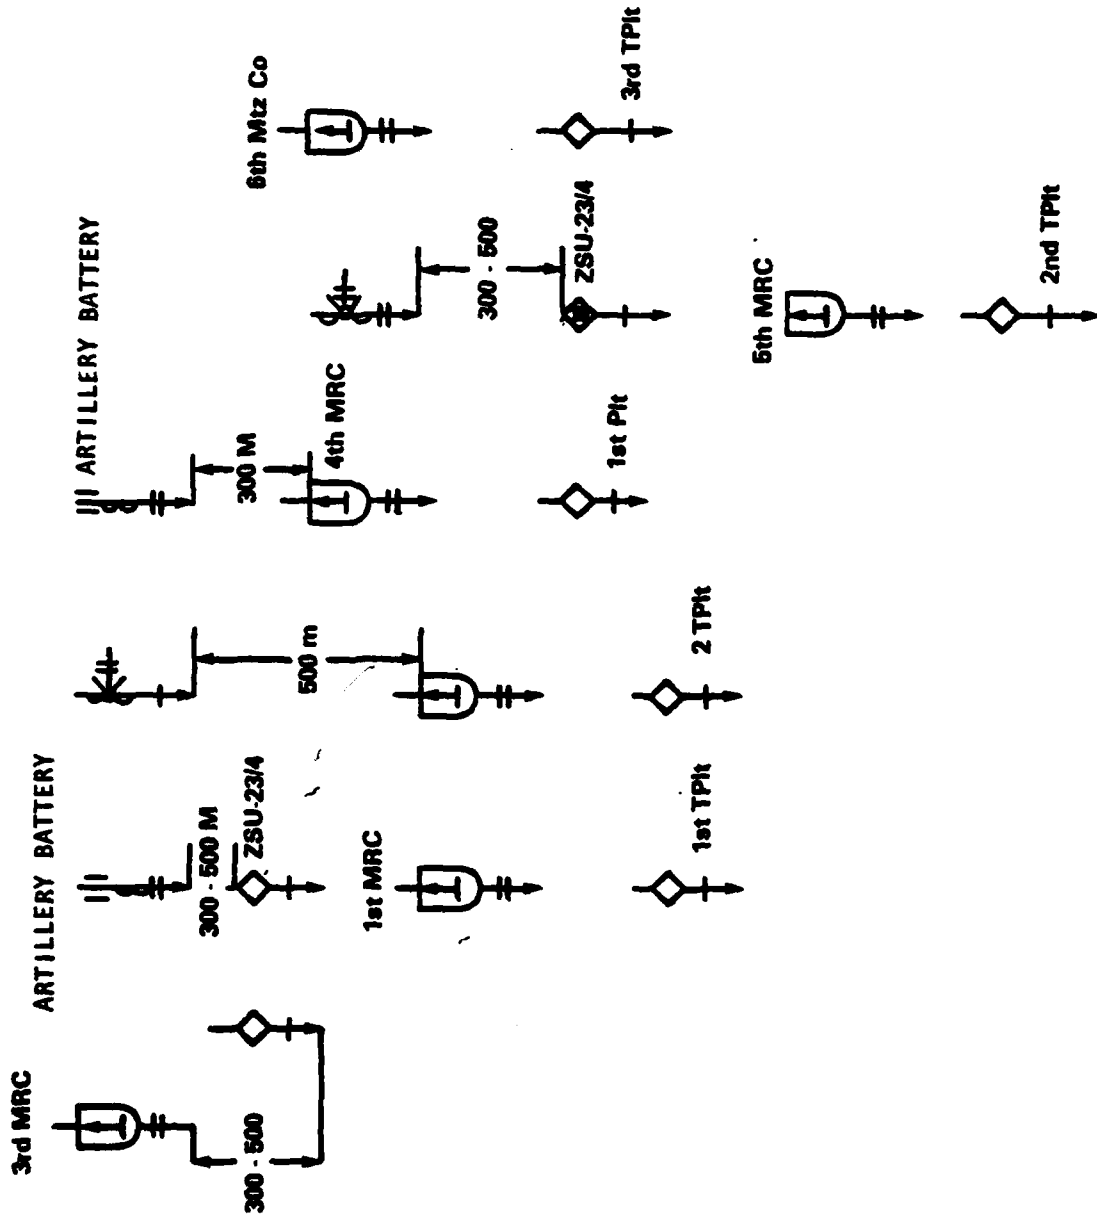 3rd MRC
300 - 500
ARTILLERY BATTERY
300 - 500 M
ZSU-23/4
1st MRC
1st TPlt
500 m
2 TPlt
ARTILLERY BATTERY
300 M
4th MRC
1st Plt
300 - 500
ZSU-23/4
5th MRC
2nd TPlt
6th Mtz Co
3rd TPlt